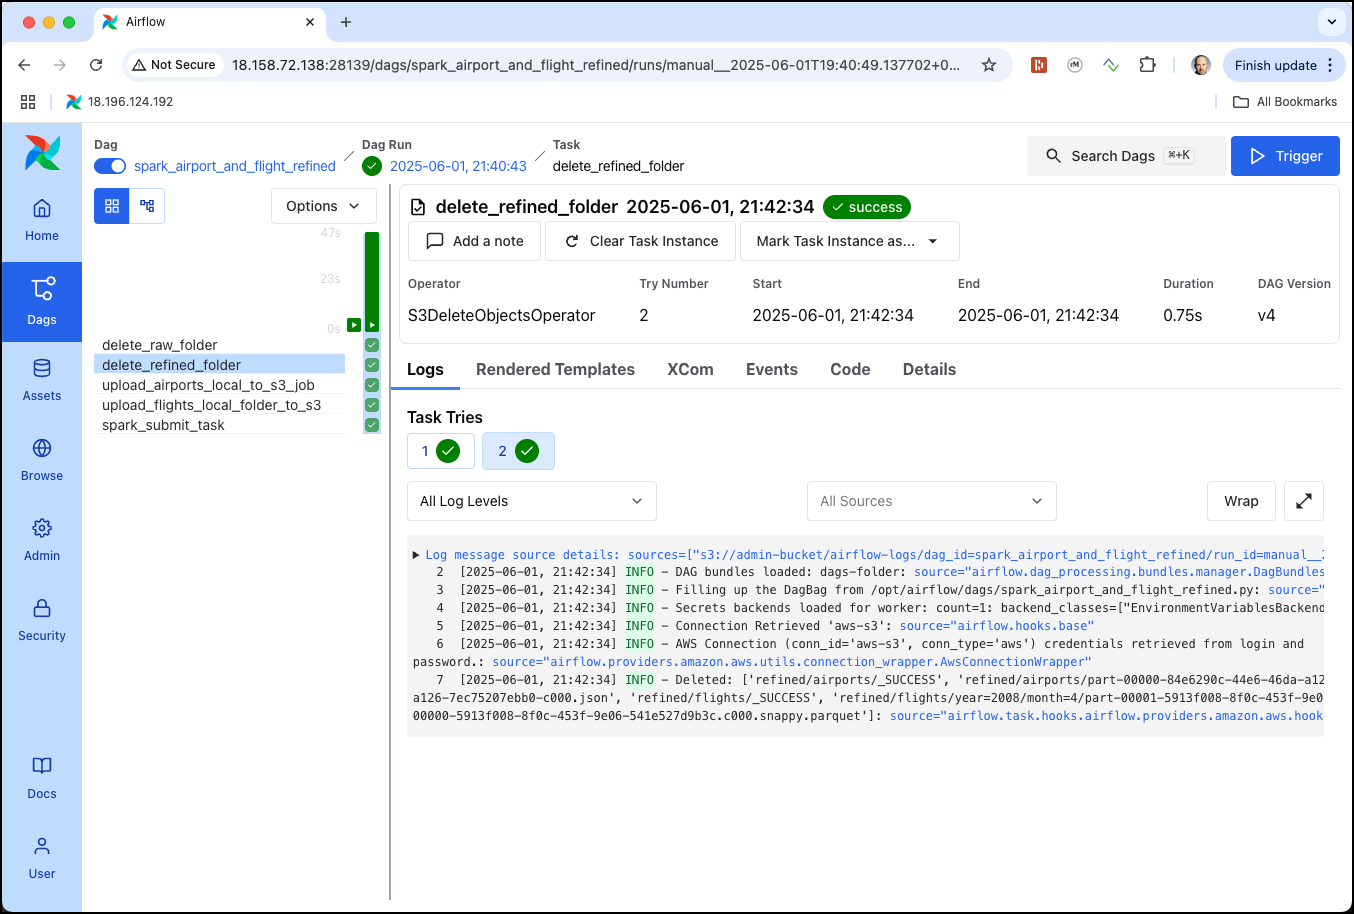 Airflow
Not Secure
18.158.72.138:28139/dags/spark_airport_and_flight_refined/runs/manual__2025-06-01T19:40:49.137702+0...
rM
Finish update
18.196.124.192
All Bookmarks
Dag
spark_airport_and_flight_refined
Dag Run
2025-06-01, 21:40:43
Task
delete_refined_folder
Search Dags
⌘+K
Trigger
Home
Dags
Assets
Browse
Admin
Security
Docs
User
Options
47s
23s
0s
delete_raw_folder
delete_refined_folder
upload_airports_local_to_s3_job
upload_flights_local_folder_to_s3
spark_submit_task
delete_refined_folder 2025-06-01, 21:42:34
success
Add a note
Clear Task Instance
Mark Task Instance as...
Operator Try Number Start End Duration DAG Version
S3DeleteObjectsOperator 2 2025-06-01, 21:42:34 2025-06-01, 21:42:34 0.75s v4
Logs Rendered Templates XCom Events Code Details
Task Tries
1
2
All Log Levels
All Sources
Wrap
Log message source details: sources=["s3://admin-bucket/airflow-logs/dag_id=spark_airport_and_flight_refined/run_id=manual__2
2 [2025-06-01, 21:42:34] INFO - DAG bundles loaded: dags-folder: source="airflow.dag_processing.bundles.manager.DagBundles
3 [2025-06-01, 21:42:34] INFO - Filling up the DagBag from /opt/airflow/dags/spark_airport_and_flight_refined.py: source="
4 [2025-06-01, 21:42:34] INFO - Secrets backends loaded for worker: count=1: backend_classes=["EnvironmentVariablesBackend
5 [2025-06-01, 21:42:34] INFO - Connection Retrieved 'aws-s3': source="airflow.hooks.base"
6 [2025-06-01, 21:42:34] INFO - AWS Connection (conn_id='aws-s3', conn_type='aws') credentials retrieved from login and
password.: source="airflow.providers.amazon.aws.utils.connection_wrapper.AwsConnectionWrapper"
7 [2025-06-01, 21:42:34] INFO - Deleted: ['refined/airports/_SUCCESS', 'refined/airports/part-00000-84e6290c-44e6-46da-a12
a126-7ec75207ebb0-c000.json', 'refined/flights/_SUCCESS', 'refined/flights/year=2008/month=4/part-00001-5913f008-8f0c-453f-9e0
00000-5913f008-8f0c-453f-9e06-541e527d9b3c.c000.snappy.parquet']: source="airflow.task.hooks.airflow.providers.amazon.aws.hook